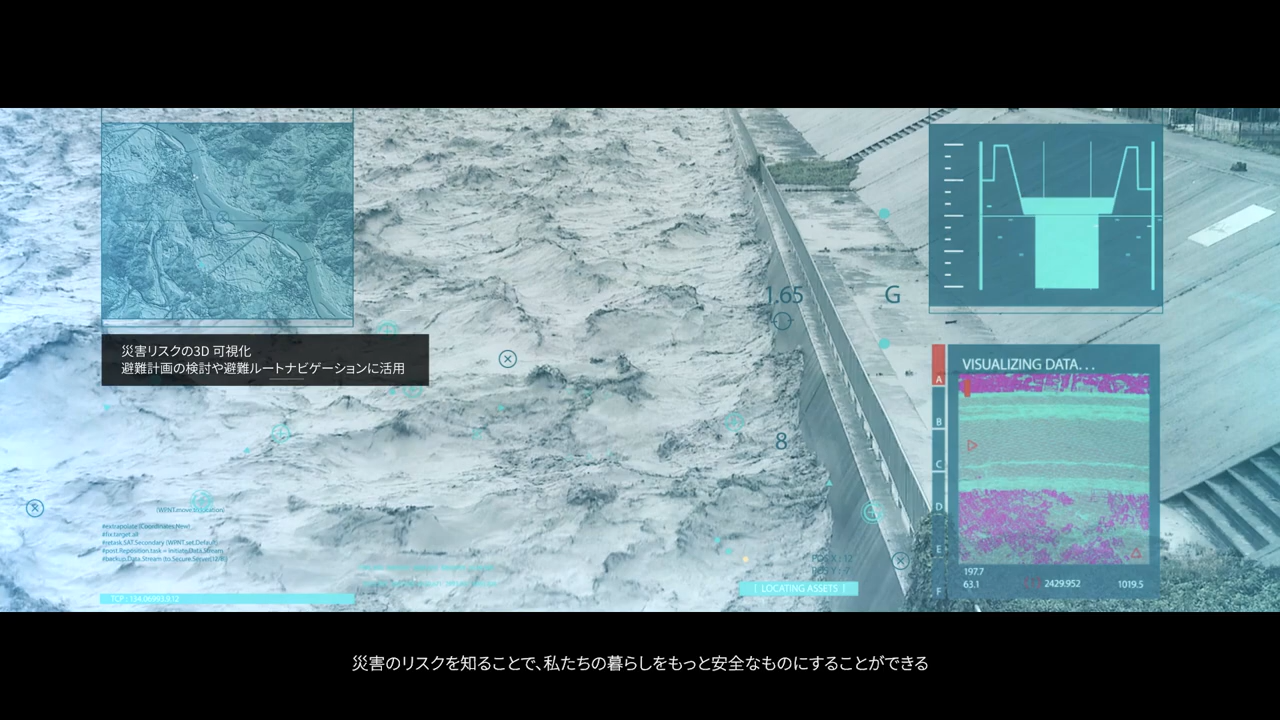 災害リスクの3D 可視化
避難計画の検討や避難ルートナビゲーションに活用
1.65
G
8
VISUALIZING DATA...
A
B
C
D
E
F
197.7
63.1
2429.952
1019.5
[ LOCATING ASSETS ]
#fix.target.all
災害のリスクを知ることで、私たちの暮らしをもっと安全なものにすることができる